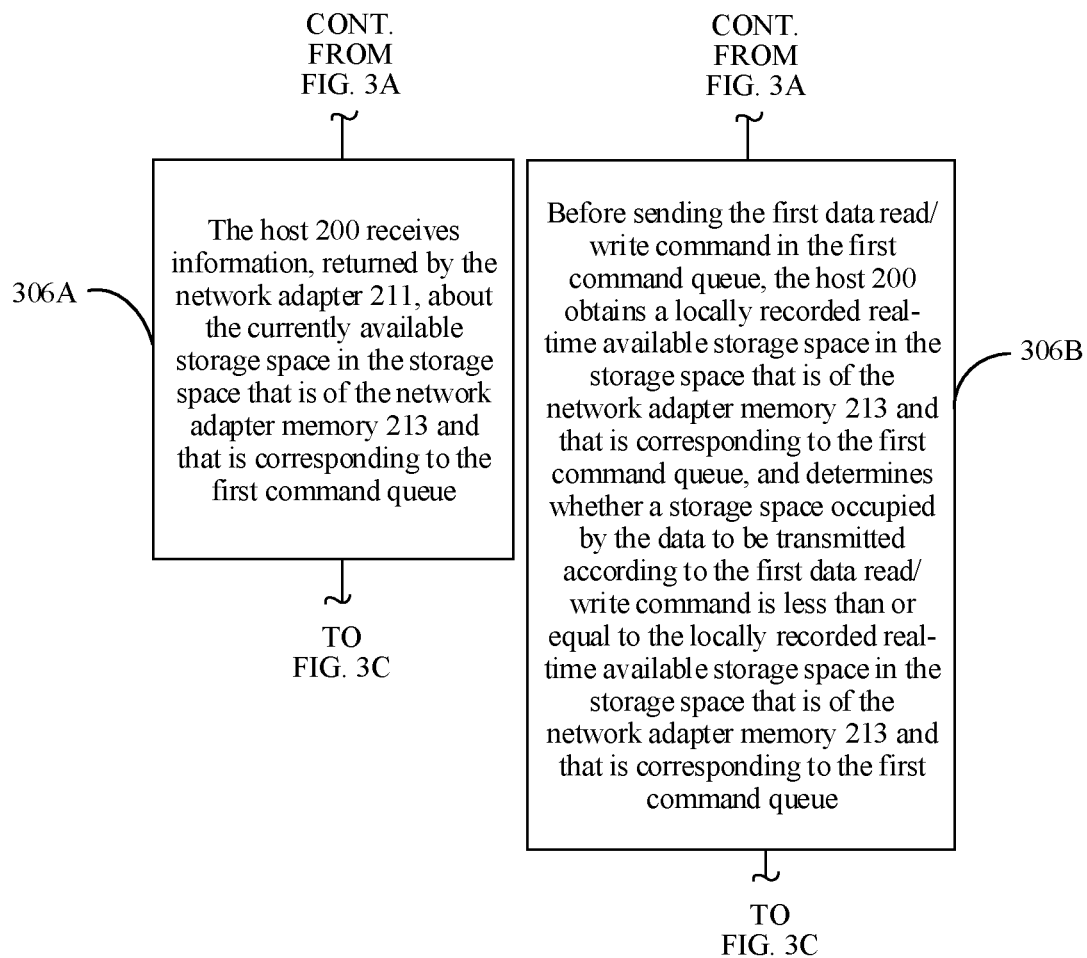 CONT.
FROM
FIG. 3A
The host 200 receives
information, returned by the
network adapter 211, about
the currently available
storage space in the storage
space that is of the network
adapter memory 213 and
that is corresponding to the
first command queue
306A
TO
FIG. 3C
CONT.
FROM
FIG. 3A
Before sending the first data read/
write command in the first
command queue, the host 200
obtains a locally recorded real-
time available storage space in the
storage space that is of the
network adapter memory 213 and
that is corresponding to the first
command queue, and determines
whether a storage space occupied
by the data to be transmitted
according to the first data read/
write command is less than or
equal to the locally recorded real-
time available storage space in the
storage space that is of the
network adapter memory 213 and
that is corresponding to the first
command queue
306B
TO
FIG. 3C